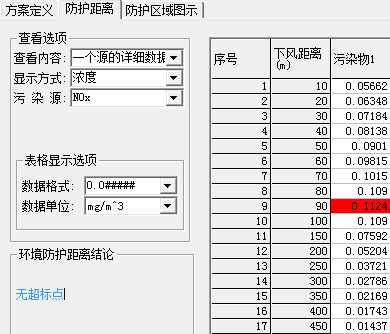 方案定义 防护距离 防护区域图示
查看选项
查看内容: 一个源的详细数据
显示方式: 浓度
污 染 源: NOx
表格显示选项
数据格式: 0.0#####
数据单位: mg/m^3
环境防护距离结论
无超标点
序号 下风距离(m) 污染物1
1 10 0.05662
2 20 0.06348
3 30 0.07184
4 40 0.08138
5 50 0.0901
6 60 0.09815
7 70 0.1015
8 80 0.109
9 90 0.1124
10 100 0.109
11 150 0.07592
12 200 0.05204
13 250 0.03721
14 300 0.02786
15 350 0.02169
16 400 0.01743
17 450 0.01437